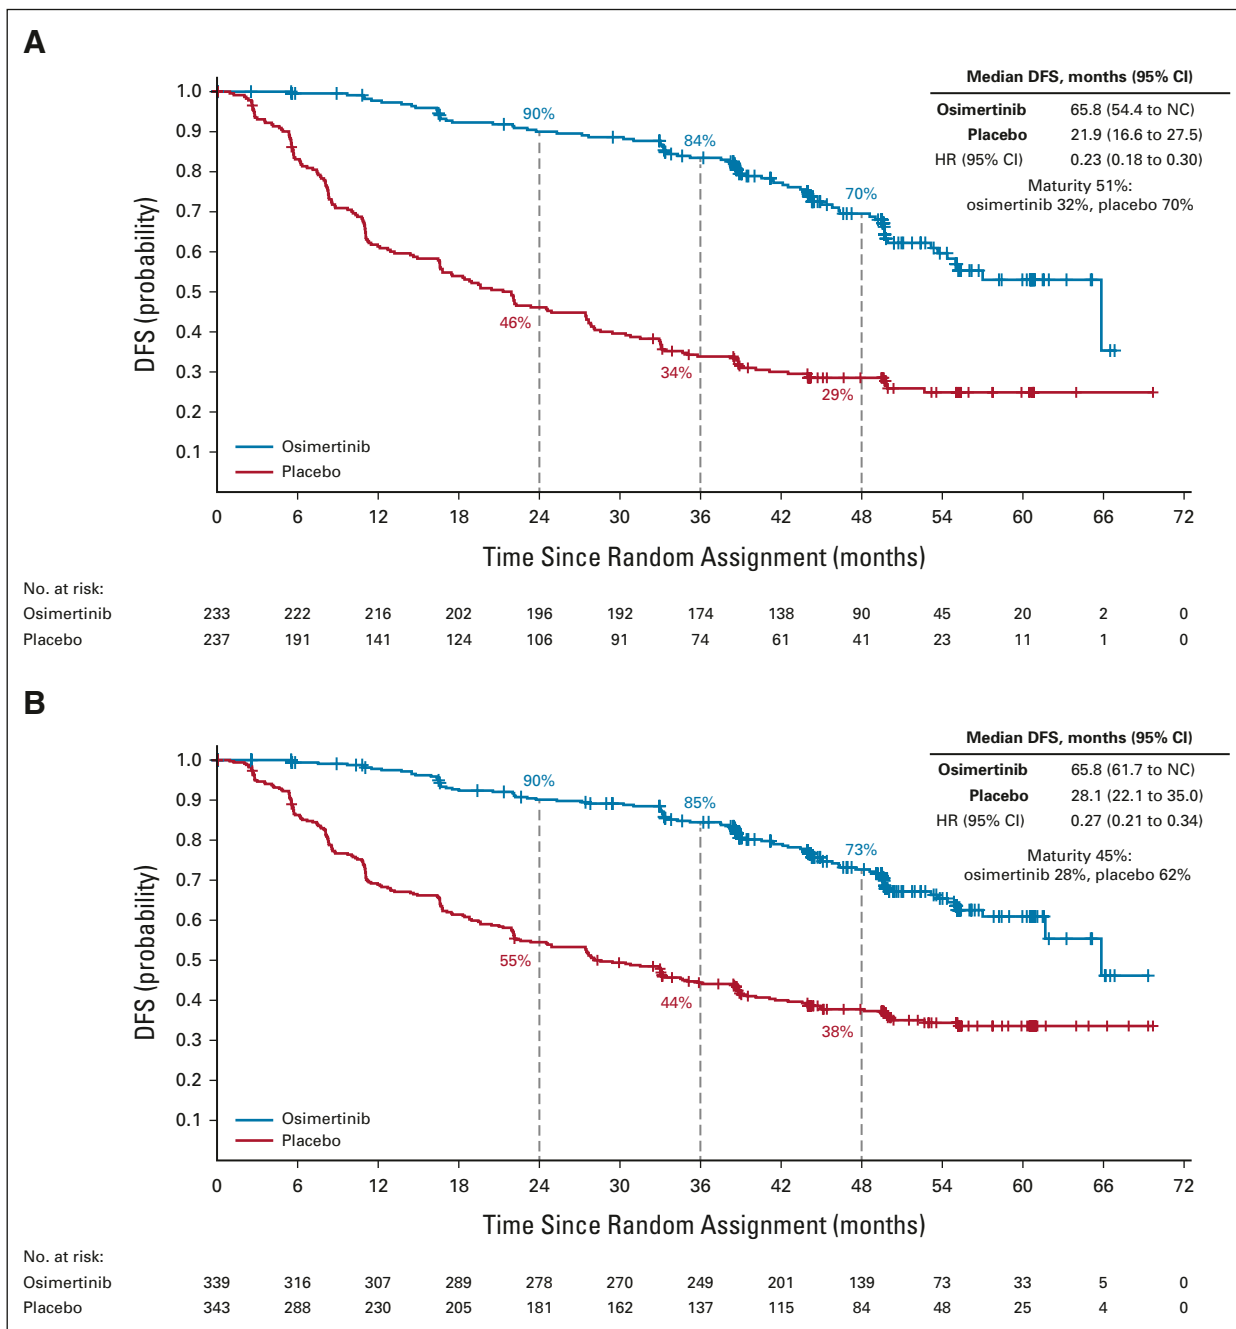 A
Median DFS, months (95% CI)
Osimertinib 65.8 (54.4 to NC)
Placebo 21.9 (16.6 to 27.5)
HR (95% CI) 0.23 (0.18 to 0.30)
Maturity 51%:
osimertinib 32%, placebo 70%
DFS (probability)
1.0
0.9
0.8
0.7
0.6
0.5
0.4
0.3
0.2
0.1
90%
84%
70%
46%
34%
29%
Osimertinib
Placebo
0 6 12 18 24 30 36 42 48 54 60 66 72
Time Since Random Assignment (months)
No. at risk:
Osimertinib 233 222 216 202 196 192 174 138 90 45 20 2 0
Placebo 237 191 141 124 106 91 74 61 41 23 11 1 0
B
Median DFS, months (95% CI)
Osimertinib 65.8 (61.7 to NC)
Placebo 28.1 (22.1 to 35.0)
HR (95% CI) 0.27 (0.21 to 0.34)
Maturity 45%:
osimertinib 28%, placebo 62%
DFS (probability)
1.0
0.9
0.8
0.7
0.6
0.5
0.4
0.3
0.2
0.1
90%
85%
73%
55%
44%
38%
Osimertinib
Placebo
0 6 12 18 24 30 36 42 48 54 60 66 72
Time Since Random Assignment (months)
No. at risk:
Osimertinib 339 316 307 289 278 270 249 201 139 73 33 5 0
Placebo 343 288 230 205 181 162 137 115 84 48 25 4 0